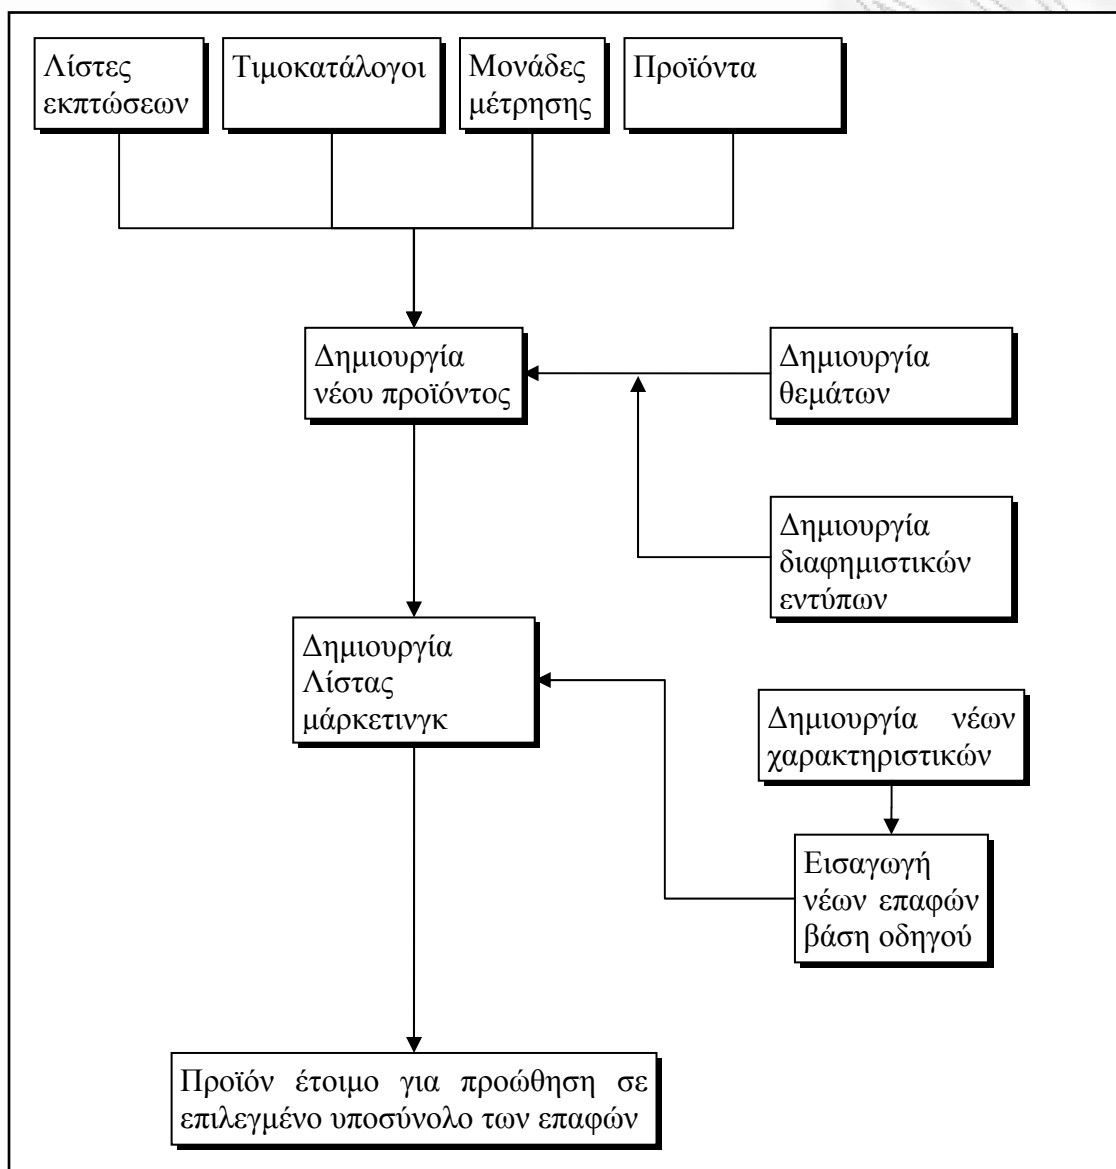 Λίστες
εκπτώσεων
Τιμοκατάλογοι
Μονάδες
μέτρησης
Προϊόντα
Δημιουργία
νέου προϊόντος
Δημιουργία
θεμάτων
Δημιουργία
διαφημιστικών
εντύπων
Δημιουργία
Λίστας
μάρκετινγκ
Δημιουργία νέων
χαρακτηριστικών
Εισαγωγή
νέων επαφών
βάση οδηγού
Προϊόν έτοιμο για προώθηση σε
επιλεγμένο υποσύνολο των επαφών